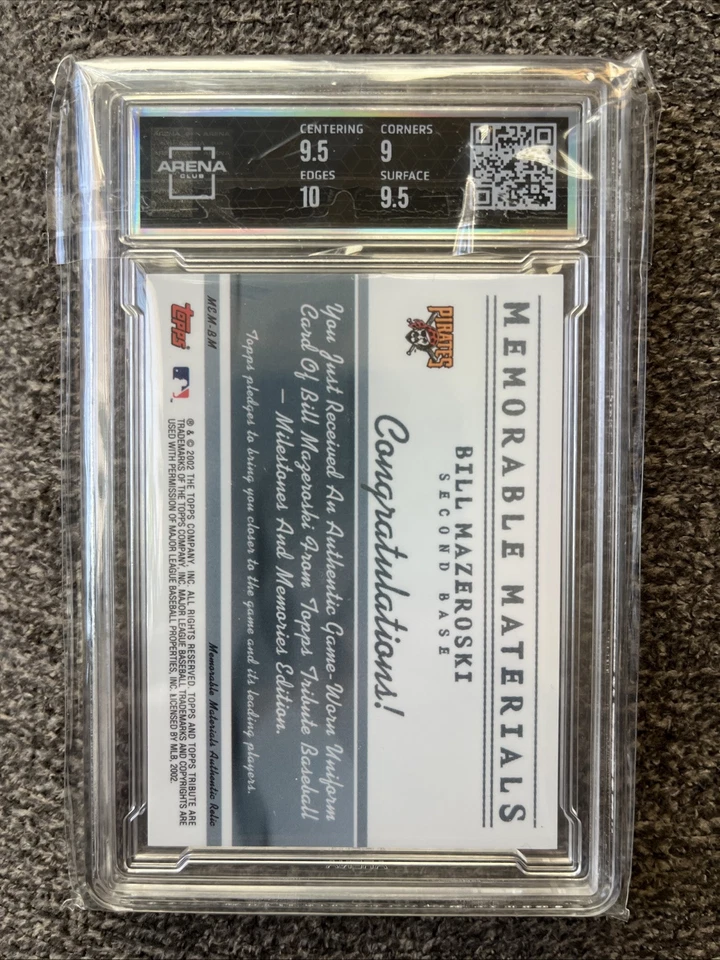 ARENA
CLUB
CENTERING
9.5
CORNERS
9
EDGES
10
SURFACE
9.5
MEMORABLE MATERIALS
BILL MAZEROSKI
SECOND BASE
PIRATES
Congratulations!
You Just Received An Authentic Game-Worn Uniform
Card Of Bill Mazeroski From Topps Tribute Baseball
– Milestones And Memories Edition.
Topps pledges to bring you closer to the game and its leading players.
MEM-BM
Memorable Materials Authentic Relic
Topps
® & © 2002 THE TOPPS COMPANY, INC. ALL RIGHTS RESERVED. TOPPS AND TOPPS TRIBUTE ARE
TRADEMARKS OF THE TOPPS COMPANY, INC. MAJOR LEAGUE BASEBALL TRADEMARKS AND COPYRIGHTS ARE
USED WITH PERMISSION OF MAJOR LEAGUE BASEBALL PROPERTIES, INC. LICENSED BY MLB, 2002.